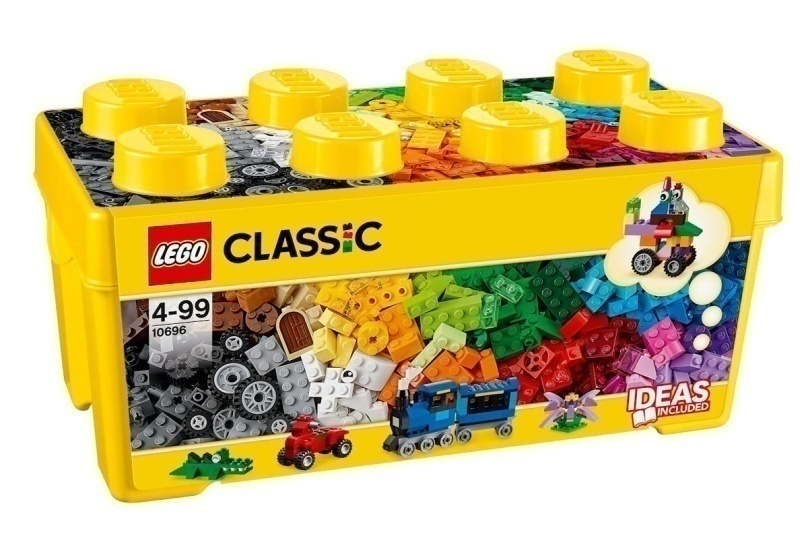 LEGO CLASSIC
4-99
10696
IDEAS
INCLUDED